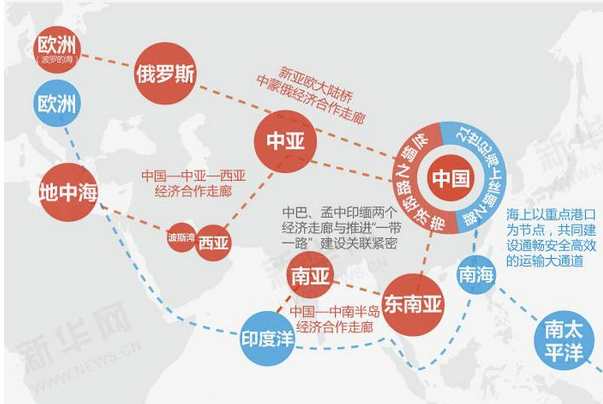 欧洲
（波罗的海）
俄罗斯
新亚欧大陆桥
中蒙俄经济合作走廊
欧洲
中亚
丝绸之路经济带
21世纪海上丝绸之路
中国
地中海
中国—中亚—西亚
经济合作走廊
波斯湾
西亚
中巴、孟中印缅两个
经济走廊与推进“一带
一路”建设关联紧密
海上以重点港口
为节点，共同建
设通畅安全高效
的运输大通道
南亚
东南亚
南海
中国—中南半岛
经济合作走廊
印度洋
南太
平洋
新华网
WWW.NEWS.CN
新华网